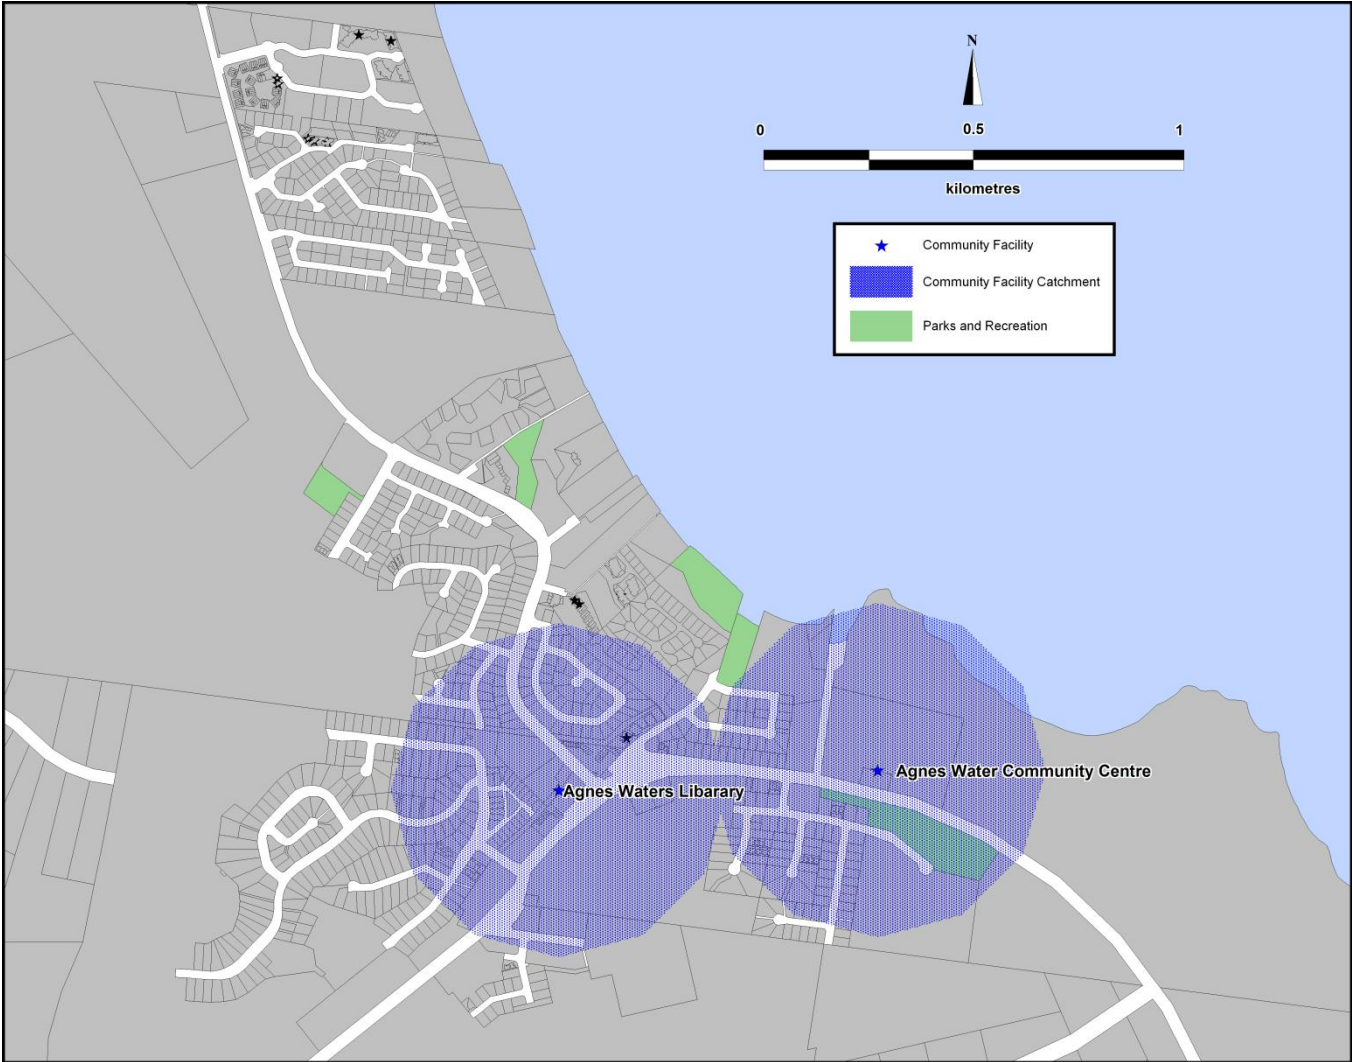 N
0 0.5 1
kilometres
Community Facility
Community Facility Catchment
Parks and Recreation
Agnes Water Community Centre
Agnes Waters Libarary